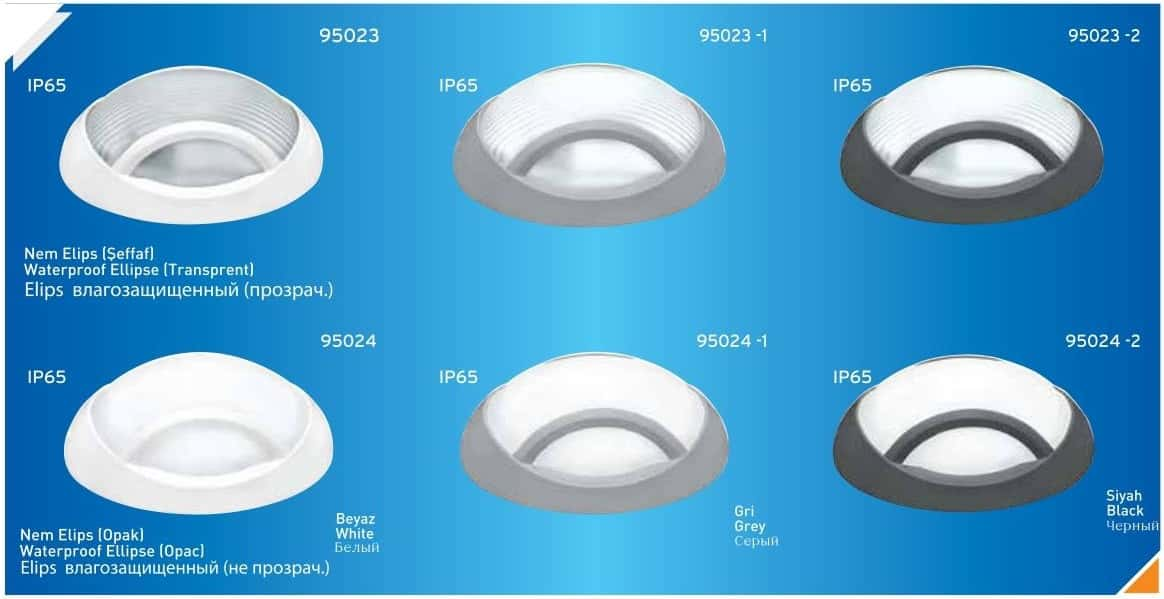 95023
95023 -1
95023 -2
IP65
IP65
IP65
Nem Elips (Şeffaf)
Waterproof Ellipse (Transprent)
Elips влагозащищенный (прозрач.)
95024
95024 -1
95024 -2
IP65
IP65
IP65
Nem Elips (Opak)
Waterproof Ellipse (Opac)
Elips влагозащищенный (не прозрач.)
Beyaz
White
Белый
Gri
Grey
Серый
Siyah
Black
Черный